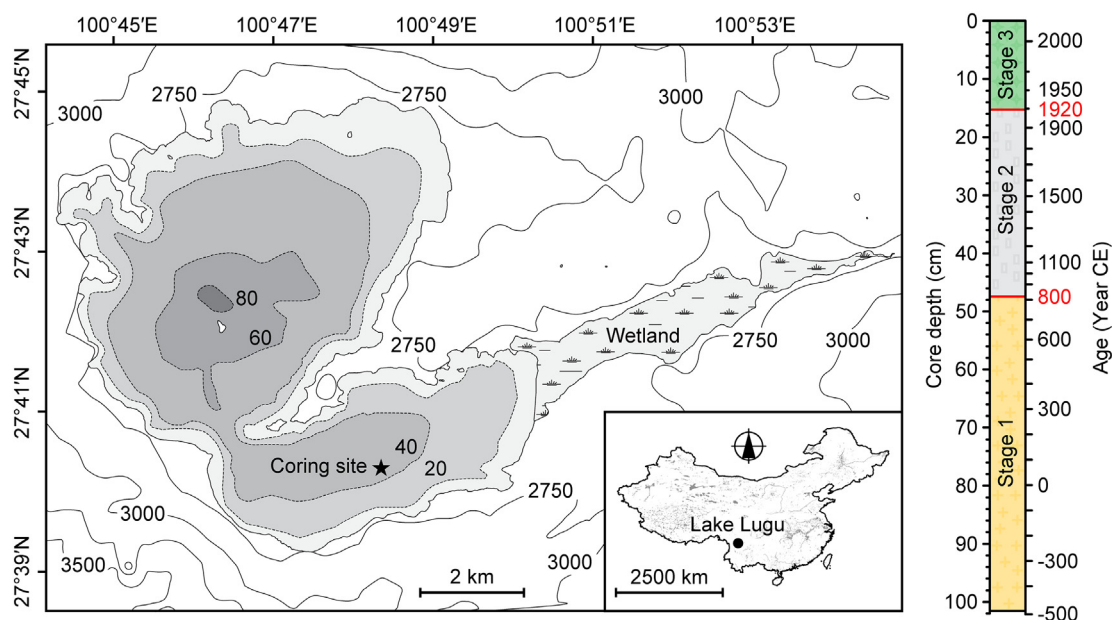 100°45'E 100°47'E 100°49'E 100°51'E 100°53'E
27°45'N
27°43'N
27°41'N
27°39'N
3000
2750
2750
3000
80
60
2750
Wetland
2750
3000
40
20
Coring site
2750
3000
3500
3000
2 km
Lake Lugu
2500 km
Core depth (cm)
0
10
20
30
40
50
60
70
80
90
100
Stage 3
Stage 2
Stage 1
2000
1950
1920
1900
1500
1100
800
600
300
0
-300
-500
Age (Year CE)